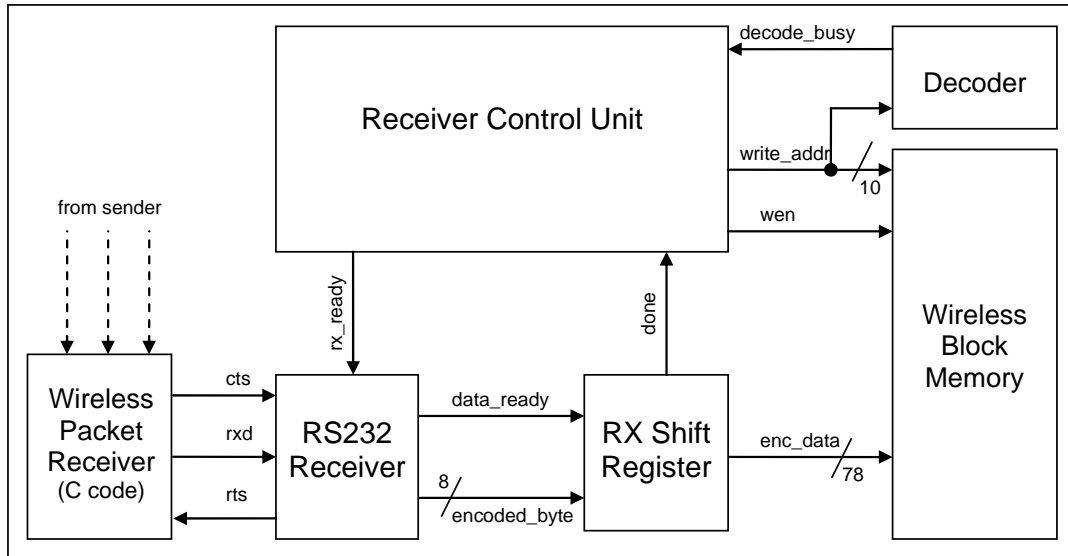 decode_busy
Decoder
Receiver Control Unit
write_addr
10
from sender
wen
rx_ready
done
Wireless
Block
Memory
cts
Wireless
Packet
Receiver
(C code)
rxd
rts
RS232
Receiver
data_ready
8
encoded_byte
RX Shift
Register
enc_data
78